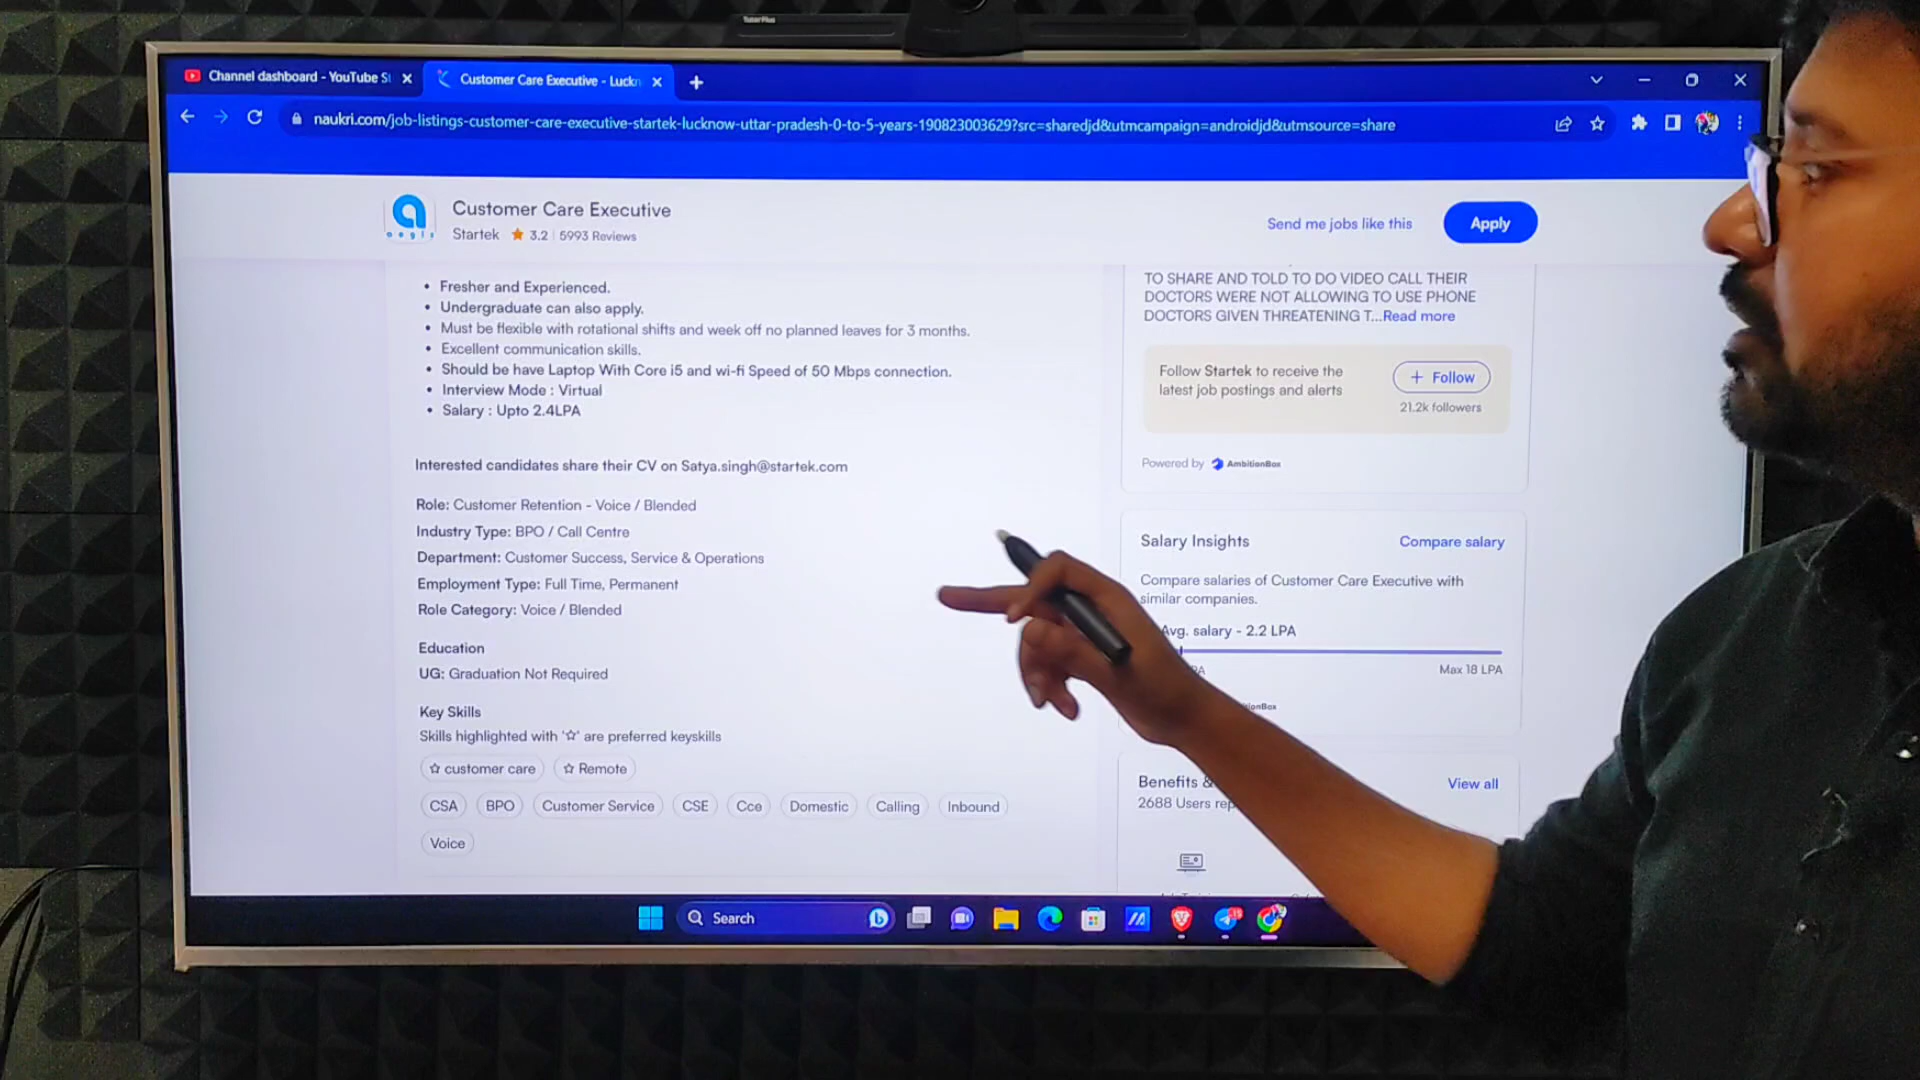 TutorPlus
Channel dashboard - YouTube St
Customer Care Executive - Luckn
naukri.com/job-listings-customer-care-executive-startek-lucknow-uttar-pradesh-0-to-5-years-190823003629?src=sharedjd&utmcampaign=androidjd&utmsource=share
Customer Care Executive
Startek
3.2
5993 Reviews
Send me jobs like this
Apply
• Fresher and Experienced.
• Undergraduate can also apply.
• Must be flexible with rotational shifts and week off no planned leaves for 3 months.
• Excellent communication skills.
• Should be have Laptop With Core i5 and wi-fi Speed of 50 Mbps connection.
• Interview Mode : Virtual
• Salary : Upto 2.4LPA
Interested candidates share their CV on Satya.singh@startek.com
Role: Customer Retention - Voice / Blended
Industry Type: BPO / Call Centre
Department: Customer Success, Service & Operations
Employment Type: Full Time, Permanent
Role Category: Voice / Blended
Education
UG: Graduation Not Required
Key Skills
Skills highlighted with '☆' are preferred keyskills
☆ customer care
☆ Remote
CSA
BPO
Customer Service
CSE
Cce
Domestic
Calling
Inbound
Voice
TO SHARE AND TOLD TO DO VIDEO CALL THEIR
DOCTORS WERE NOT ALLOWING TO USE PHONE
DOCTORS GIVEN THREATENING T...Read more
Follow Startek to receive the
latest job postings and alerts
+ Follow
21.2k followers
Powered by AmbitionBox
Salary Insights
Compare salary
Compare salaries of Customer Care Executive with
similar companies.
Avg. salary - 2.2 LPA
Max 18 LPA
Benefits &
View all
2688 Users
Search